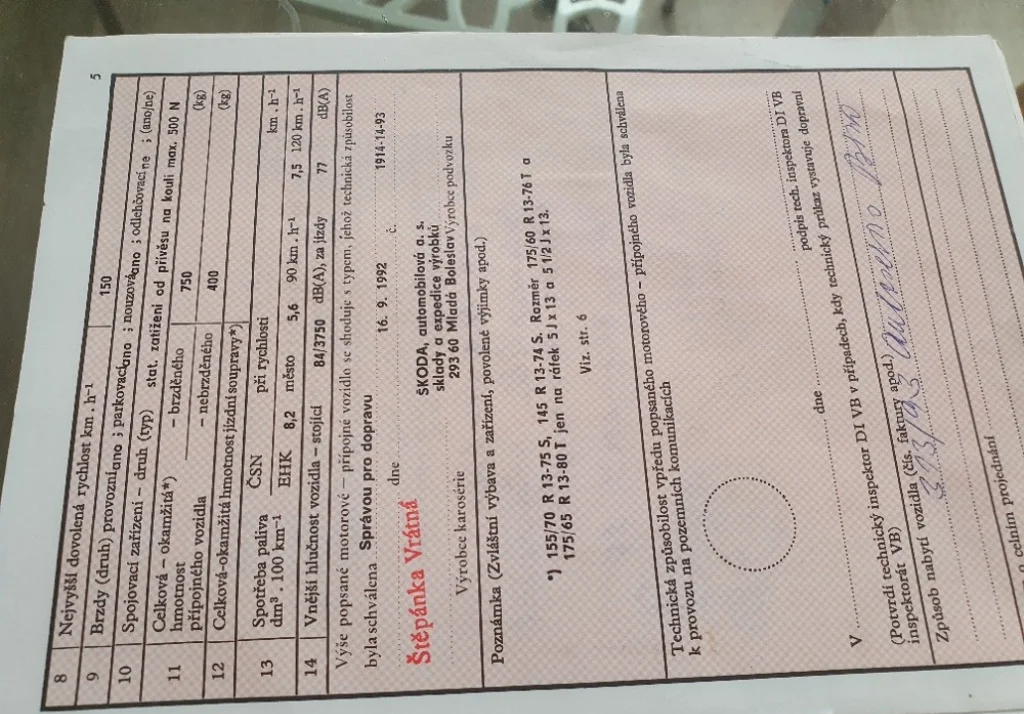 5
8 Nejvyšší dovolená rychlost km . h⁻¹ 150
9 Brzdy (druh) provozní ano ; parkovací ano ; nouzová ano ; odlehčovací ne ; (ano/ne)
10 Spojovací zařízení – druh (typ) stat. zatížení od přívěsu na kouli max. 500 N
11 Celková – okamžitá*) hmotnost přípojného vozidla – brzděného 750 (kg)
– nebrzděného 400 (kg)
12 Celková-okamžitá hmotnost jízdní soupravy*)
13 Spotřeba paliva dm³ . 100 km⁻¹ ČSN při rychlosti km . h⁻¹
EHK 8,2 město 5,6 90 km . h⁻¹ 7,5 120 km . h⁻¹
14 Vnější hlučnost vozidla – stojící 84/3750 dB(A), za jízdy 77 dB(A)
Výše popsané motorové – přípojné vozidlo se shoduje s typem, jehož technická způsobilost
byla schválena Správou pro dopravu
dne 16. 9. 1992 č. 1914-14-93
Štěpánka Vrátná
ŠKODA, automobilová a. s.
sklady a expedice výrobků
293 60 Mladá Boleslav
Výrobce karosérie Výrobce podvozku
Poznámka (Zvláštní výbava a zařízení, povolené výjimky apod.)
*) 155/70 R 13-75 S, 145 R 13-74 S. Rozměr 175/60 R 13-76 T a
175/65 R 13-80 T jen na ráfek 5 J x 13 a 5 1/2 J x 13.
Viz. str. 6
Technická způsobilost vpředu popsaného motorového – přípojného vozidla byla schválena
k provozu na pozemních komunikacích
V dne
podpis tech. inspektora DI VB
(Potvrdí technický inspektor DI VB v případech, kdy technický průkaz vystavuje dopravní
inspektorát VB)
Způsob nabytí vozidla (čís. faktury apod.)
393/93 autoservo Brno
o celním projednání